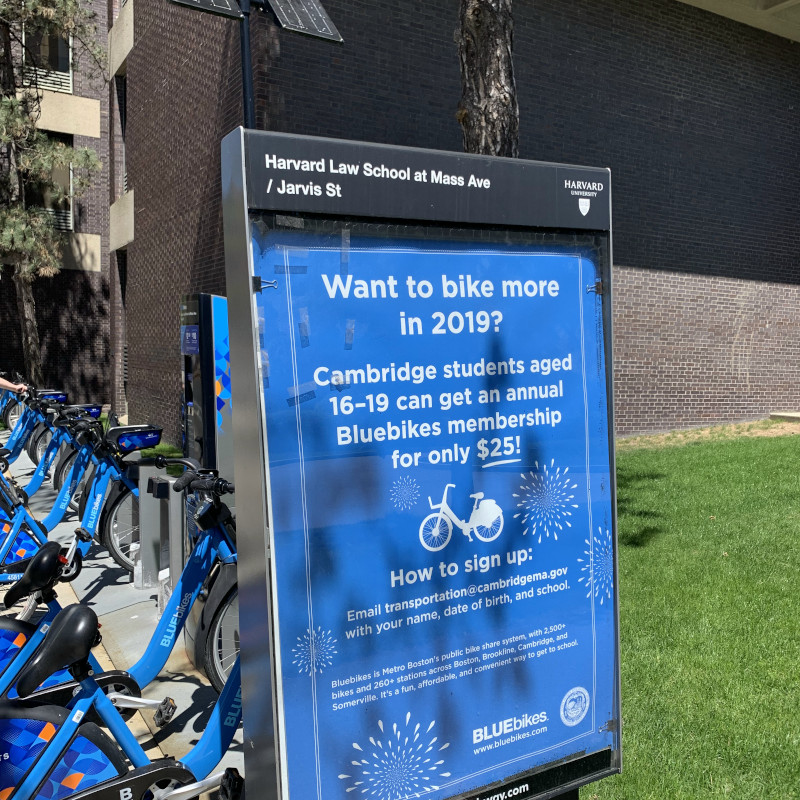 Harvard Law School at Mass Ave
/ Jarvis St
HARVARD
UNIVERSITY
Want to bike more
in 2019?
Cambridge students aged
16-19 can get an annual
Bluebikes membership
for only $25!
How to sign up:
Email transportation@cambridgema.gov
with your name, date of birth, and school.
Bluebikes is Metro Boston's public bike share system, with 2,500+
bikes and 260+ stations across Boston, Brookline, Cambridge, and
Somerville. It's a fun, affordable, and convenient way to get to school.
BLUEbikes
www.bluebikes.com
way.com
BLUEbikes
B